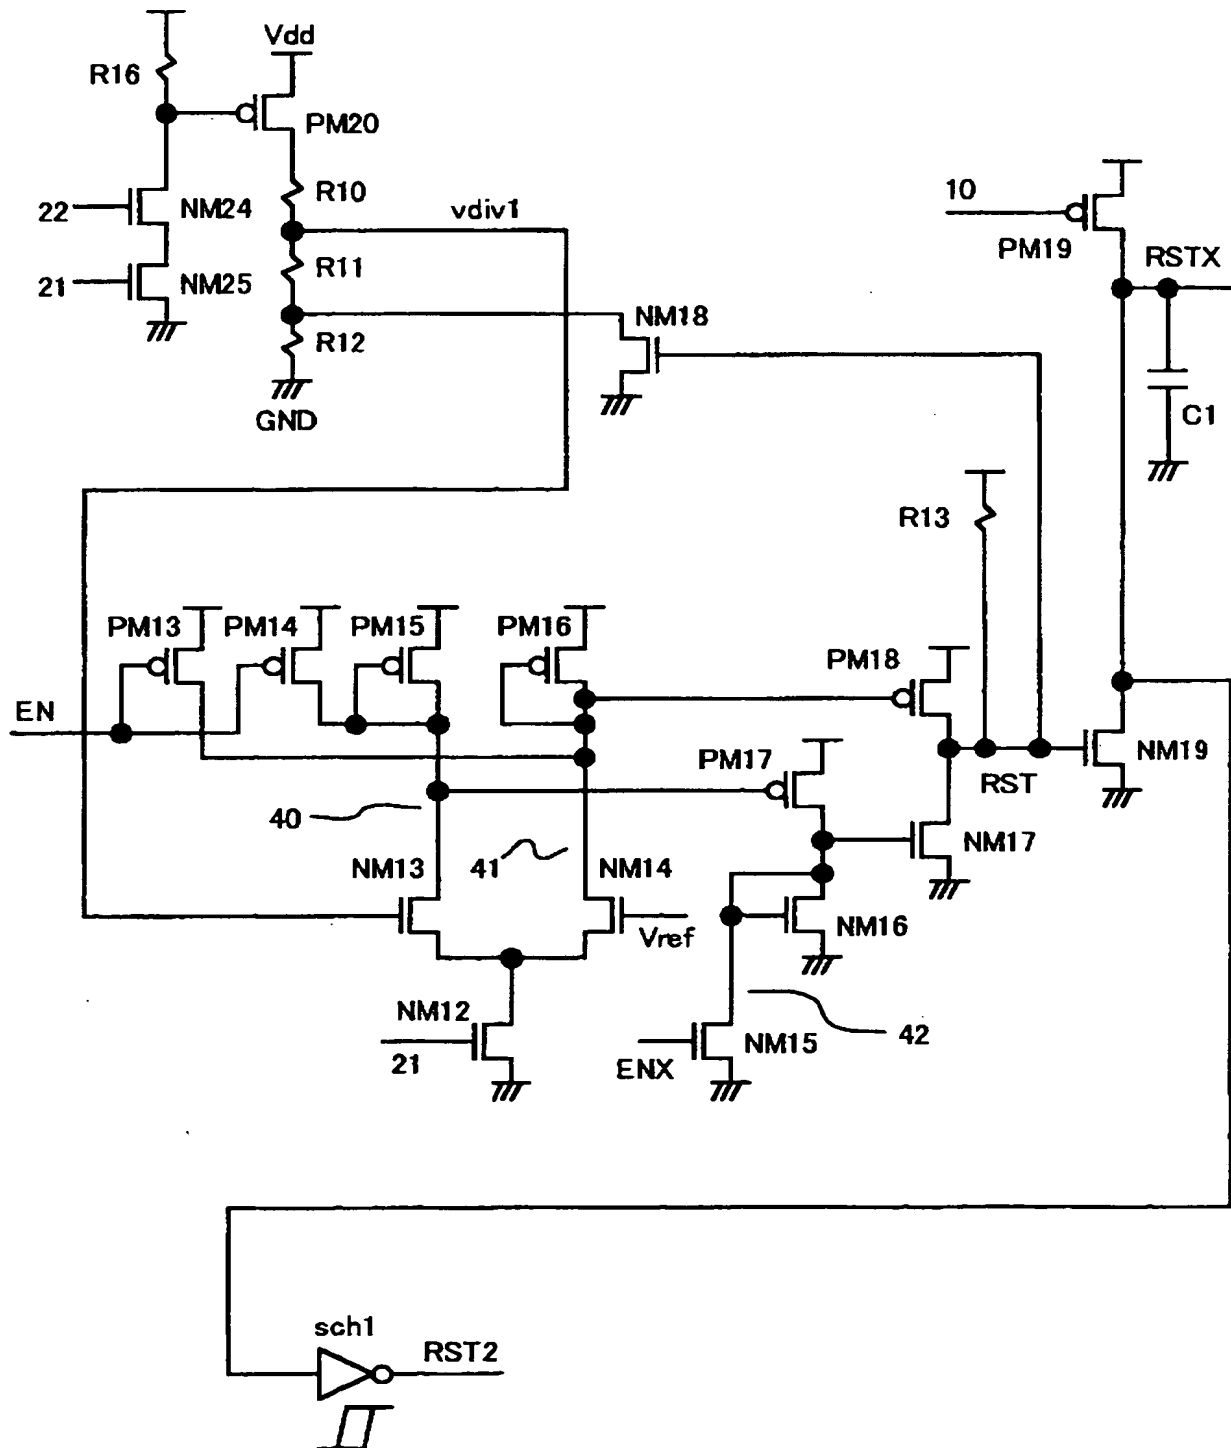 Vdd
R16
PM20
R10
22
NM24
vdiv1
10
PM19
RSTX
R11
21
NM25
NM18
R12
GND
C1
R13
PM13
PM14
PM15
PM16
PM18
EN
PM17
RST
NM19
40
41
NM13
NM14
NM17
Vref
NM16
NM12
21
ENX
NM15
42
sch1
RST2